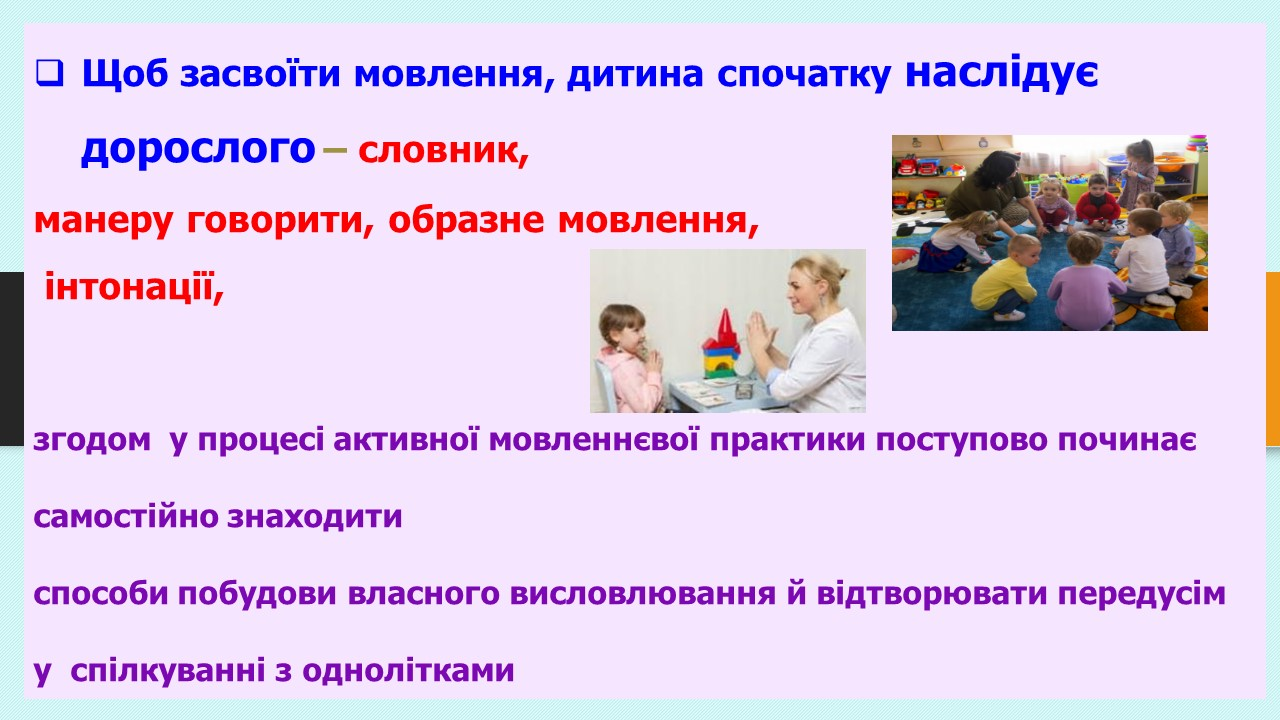 Щоб засвоїти мовлення, дитина спочатку наслідує
дорослого – словник,
манеру говорити, образне мовлення,
інтонації,
згодом у процесі активної мовленнєвої практики поступово починає
самостійно знаходити
способи побудови власного висловлювання й відтворювати передусім
у спілкуванні з однолітками